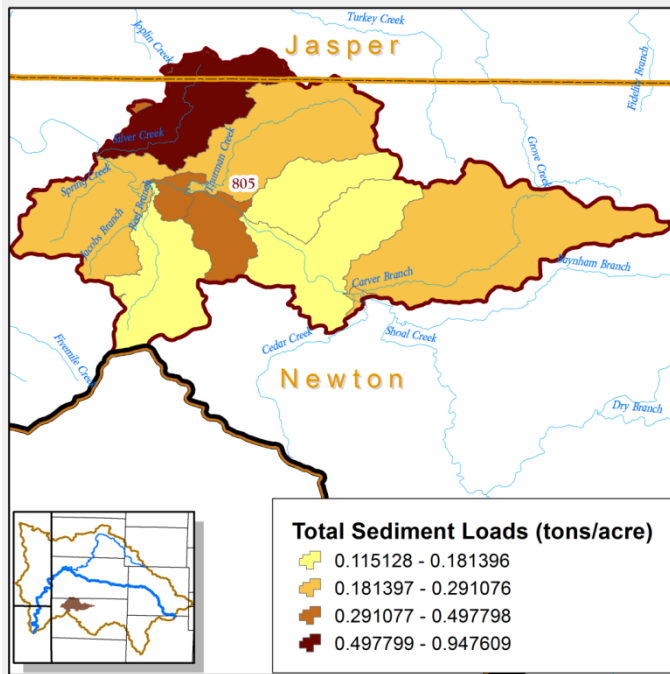 Turkey Creek
Joplin Creek
Jasper
Fidelity Branch
Silver Creek
Grove Creek
Thurman Creek
Spring Creek
805
Reef Branch
Jacobs Branch
Carver Branch
Baynham Branch
Cedar Creek
Shoal Creek
Fivemile Creek
Newton
Dry Branch
Total Sediment Loads (tons/acre)
0.115128 - 0.181396
0.181397 - 0.291076
0.291077 - 0.497798
0.497799 - 0.947609